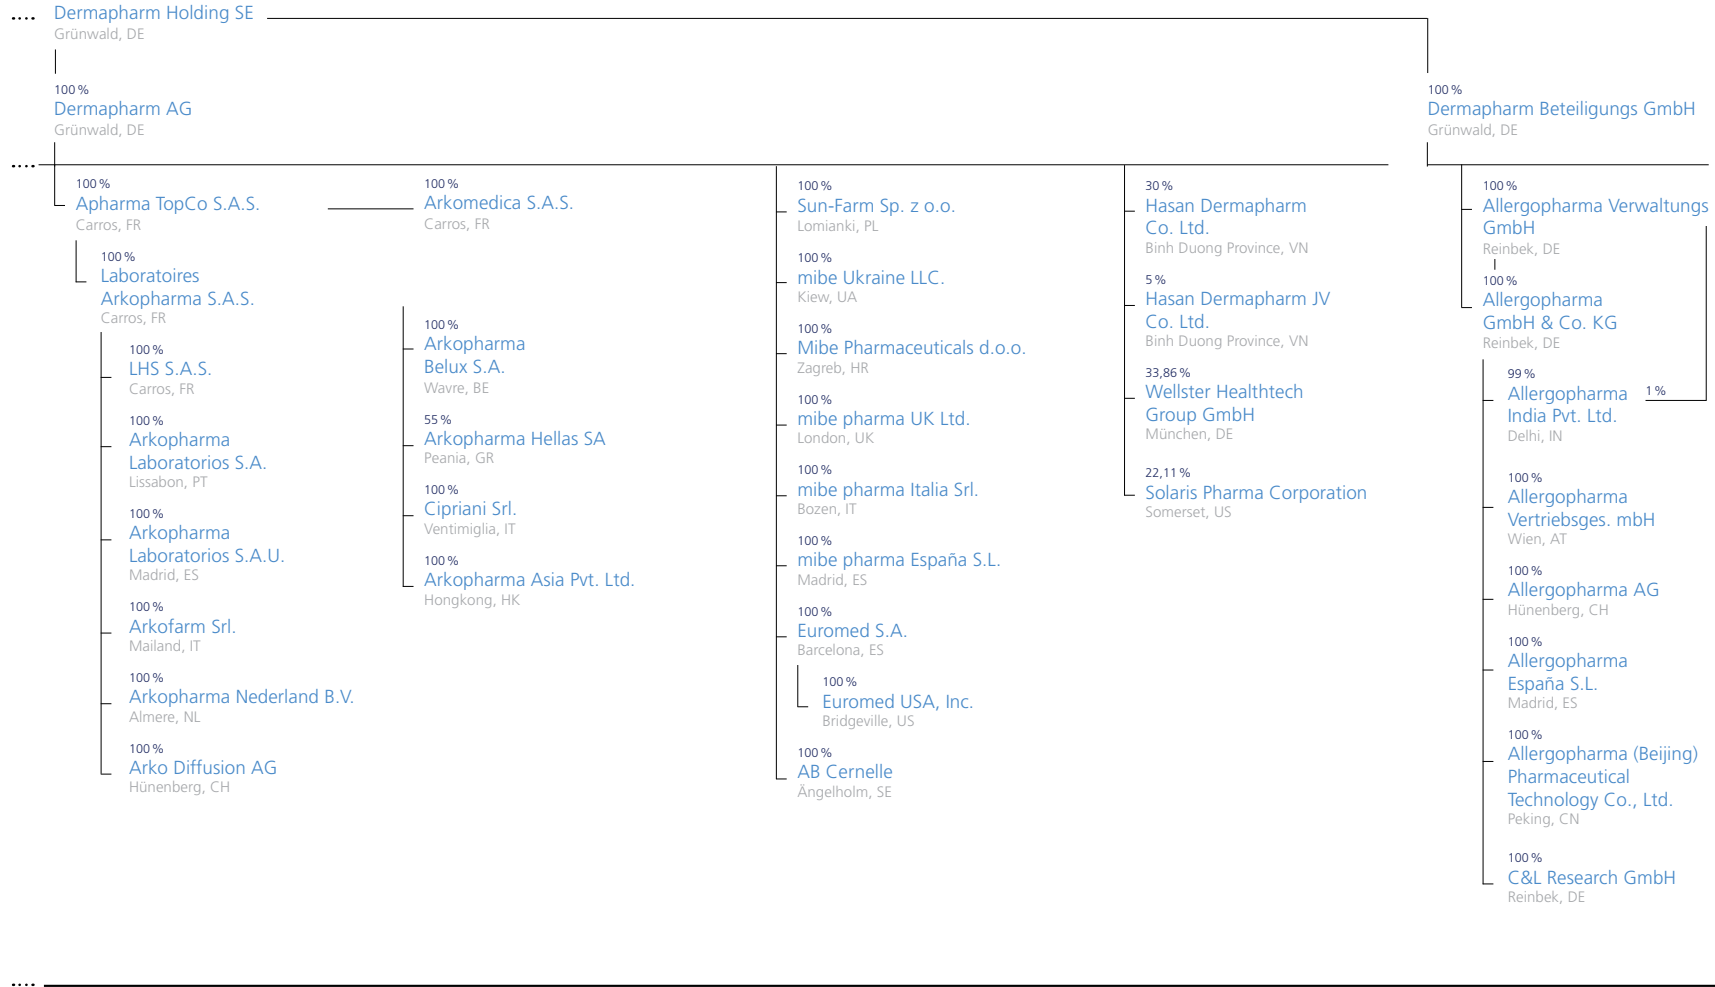 ....
Dermapharm Holding SE
Grünwald, DE
100 %
Dermapharm AG
Grünwald, DE
100 %
Dermapharm Beteiligungs GmbH
Grünwald, DE
....
100 %
Apharma TopCo S.A.S.
Carros, FR
100 %
Laboratoires
Arkopharma S.A.S.
Carros, FR
100 %
LHS S.A.S.
Carros, FR
100 %
Arkopharma
Laboratorios S.A.
Lissabon, PT
100 %
Arkopharma
Laboratorios S.A.U.
Madrid, ES
100 %
Arkofarm Srl.
Mailand, IT
100 %
Arkopharma Nederland B.V.
Almere, NL
100 %
Arko Diffusion AG
Hünenberg, CH
100 %
Arkomedica S.A.S.
Carros, FR
100 %
Arkopharma
Belux S.A.
Wavre, BE
55 %
Arkopharma Hellas SA
Peania, GR
100 %
Cipriani Srl.
Ventimiglia, IT
100 %
Arkopharma Asia Pvt. Ltd.
Hongkong, HK
100 %
Sun-Farm Sp. z o.o.
Lomianki, PL
100 %
mibe Ukraine LLC.
Kiew, UA
100 %
Mibe Pharmaceuticals d.o.o.
Zagreb, HR
100 %
mibe pharma UK Ltd.
London, UK
100 %
mibe pharma Italia Srl.
Bozen, IT
100 %
mibe pharma España S.L.
Madrid, ES
100 %
Euromed S.A.
Barcelona, ES
100 %
Euromed USA, Inc.
Bridgeville, US
100 %
AB Cernelle
Ängelholm, SE
30 %
Hasan Dermapharm
Co. Ltd.
Binh Duong Province, VN
5 %
Hasan Dermapharm JV
Co. Ltd.
Binh Duong Province, VN
33,86 %
Wellster Healthtech
Group GmbH
München, DE
22,11 %
Solaris Pharma Corporation
Somerset, US
100 %
Allergopharma Verwaltungs
GmbH
Reinbek, DE
100 %
Allergopharma
GmbH & Co. KG
Reinbek, DE
99 %
Allergopharma 1 %
India Pvt. Ltd.
Delhi, IN
100 %
Allergopharma
Vertriebsges. mbH
Wien, AT
100 %
Allergopharma AG
Hünenberg, CH
100 %
Allergopharma
España S.L.
Madrid, ES
100 %
Allergopharma (Beijing)
Pharmaceutical
Technology Co., Ltd.
Peking, CN
100 %
C&L Research GmbH
Reinbek, DE
....